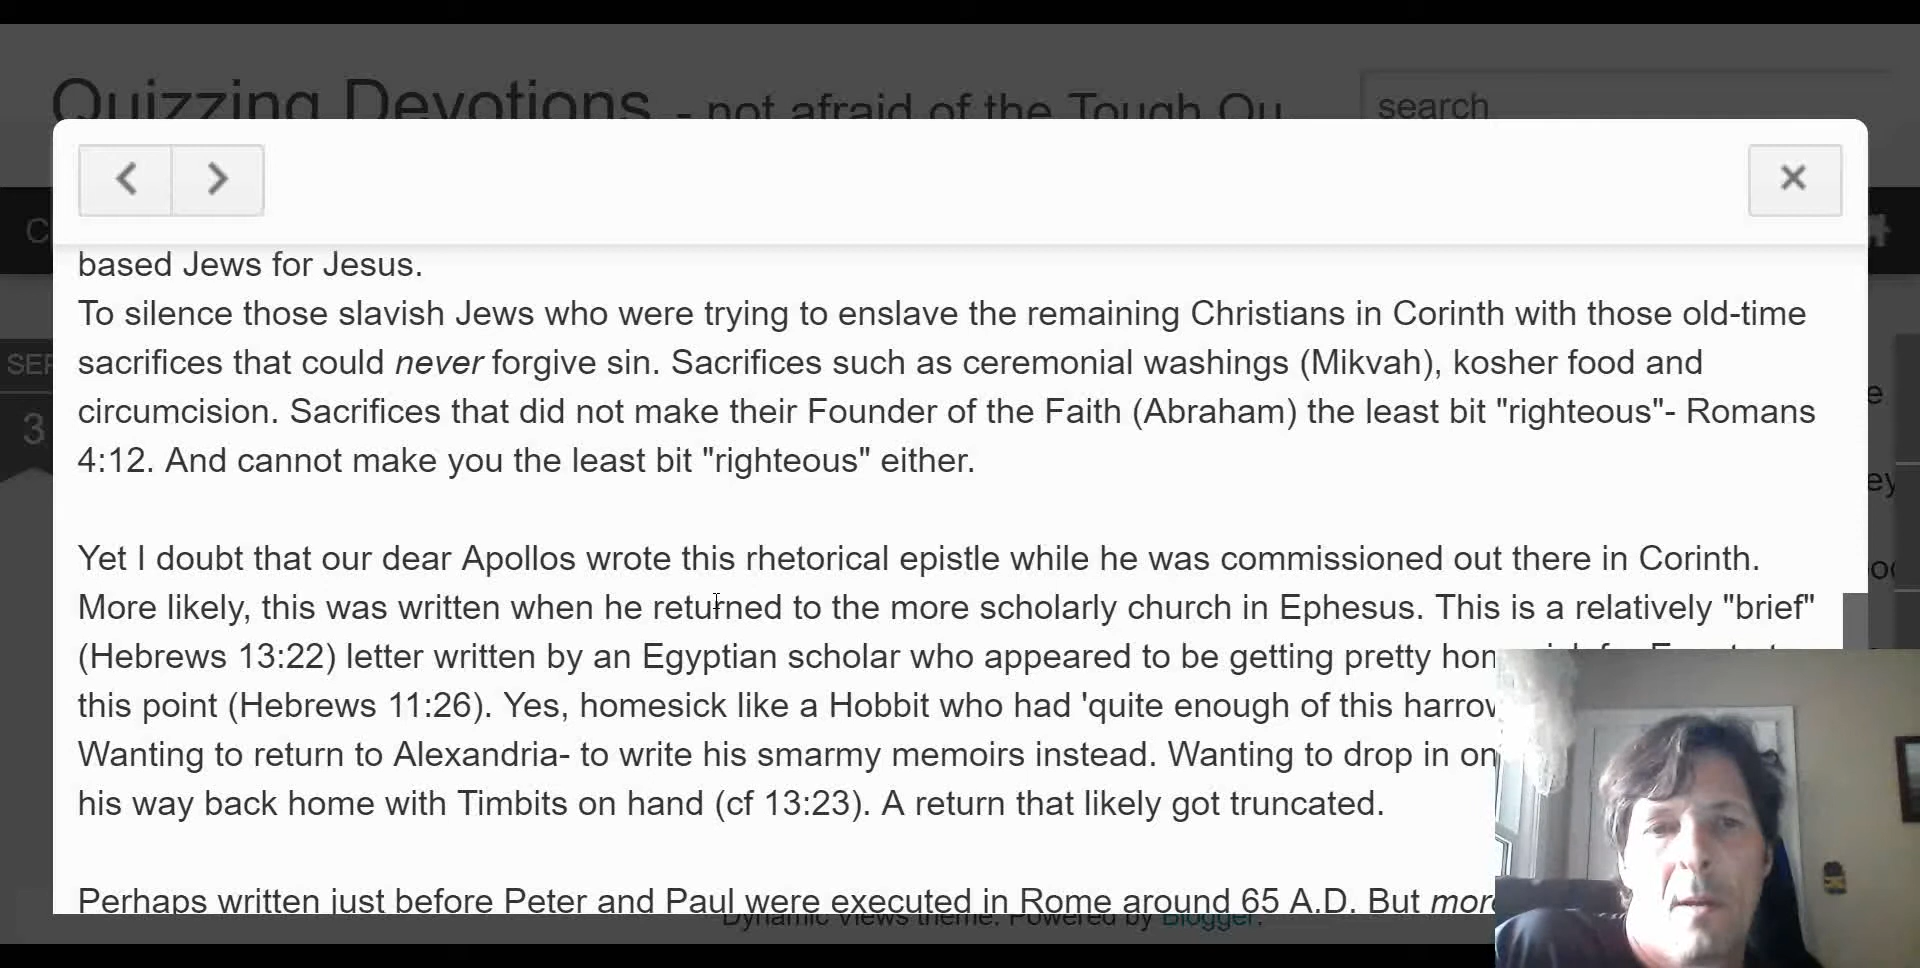 Quizzing Devotions - not afraid of the Tough Qu
search
based Jews for Jesus.
To silence those slavish Jews who were trying to enslave the remaining Christians in Corinth with those old-time
sacrifices that could never forgive sin. Sacrifices such as ceremonial washings (Mikvah), kosher food and
circumcision. Sacrifices that did not make their Founder of the Faith (Abraham) the least bit "righteous"- Romans
4:12. And cannot make you the least bit "righteous" either.
SEP
3
Yet I doubt that our dear Apollos wrote this rhetorical epistle while he was commissioned out there in Corinth.
More likely, this was written when he returned to the more scholarly church in Ephesus. This is a relatively "brief"
(Hebrews 13:22) letter written by an Egyptian scholar who appeared to be getting pretty
this point (Hebrews 11:26). Yes, homesick like a Hobbit who had 'quite enough of this
Wanting to return to Alexandria- to write his smarmy memoirs instead. Wanting to drop in on
his way back home with Timbits on hand (cf 13:23). A return that likely got truncated.
Perhaps written just before Peter and Paul were executed in Rome around 65 A.D. But
Dynamic Views theme. Powered by Blogger.